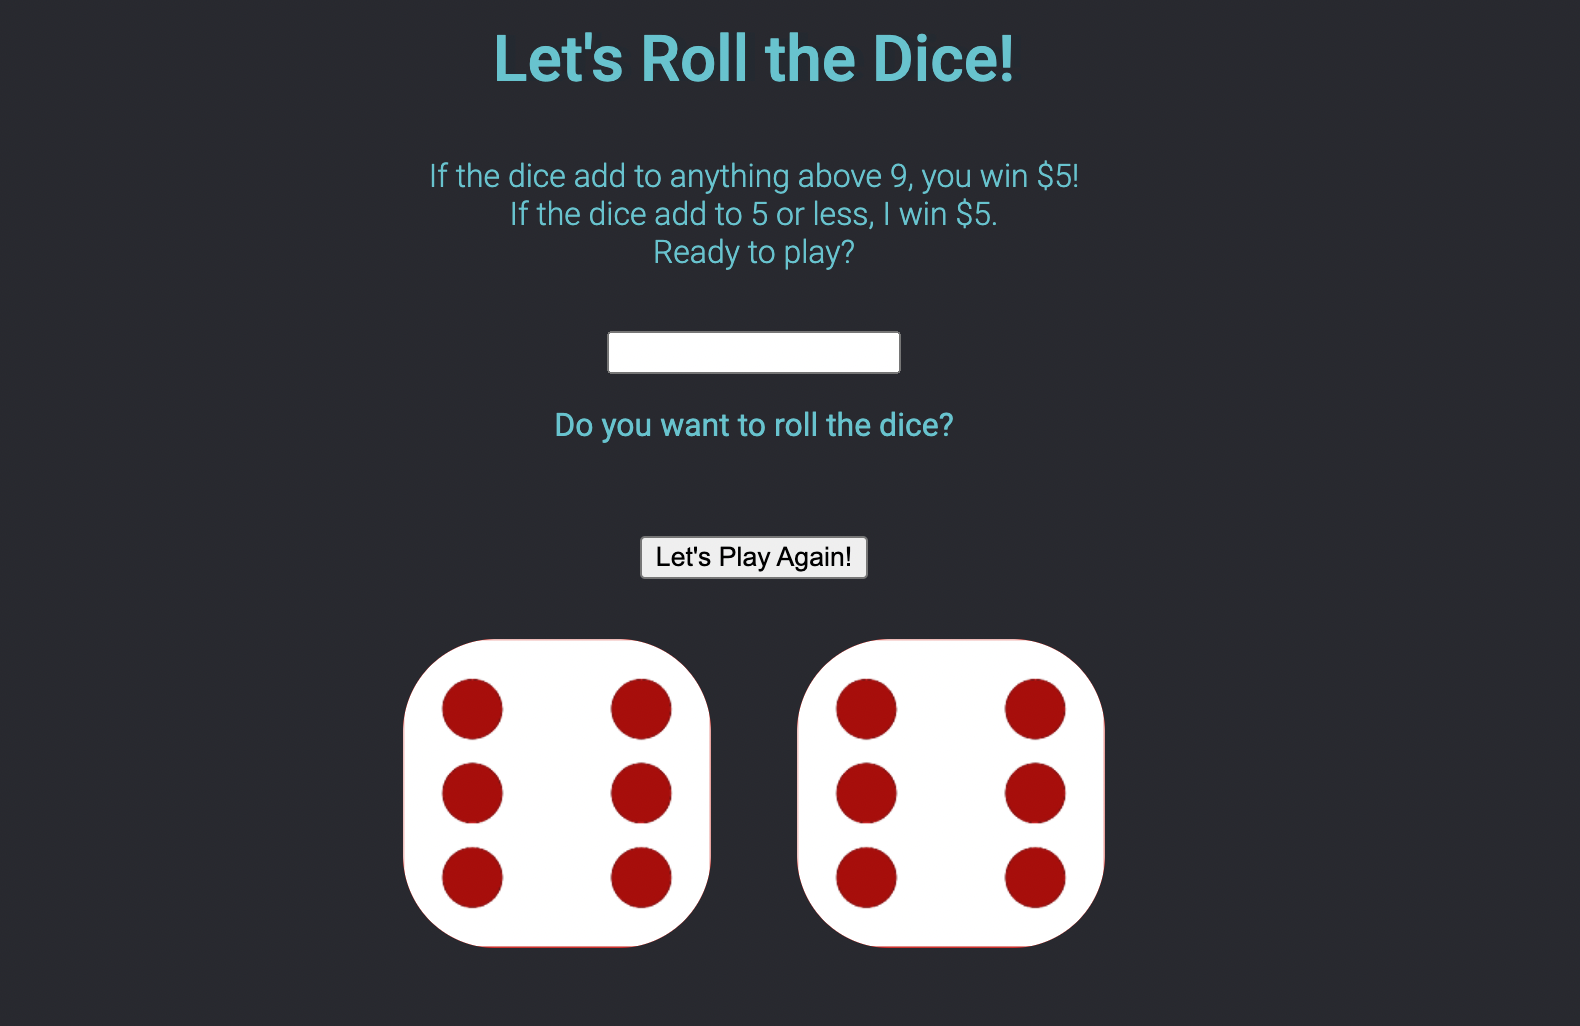 Let's Roll the Dice!
If the dice add to anything above 9, you win $5!
If the dice add to 5 or less, I win $5.
Ready to play?
Do you want to roll the dice?
Let's Play Again!